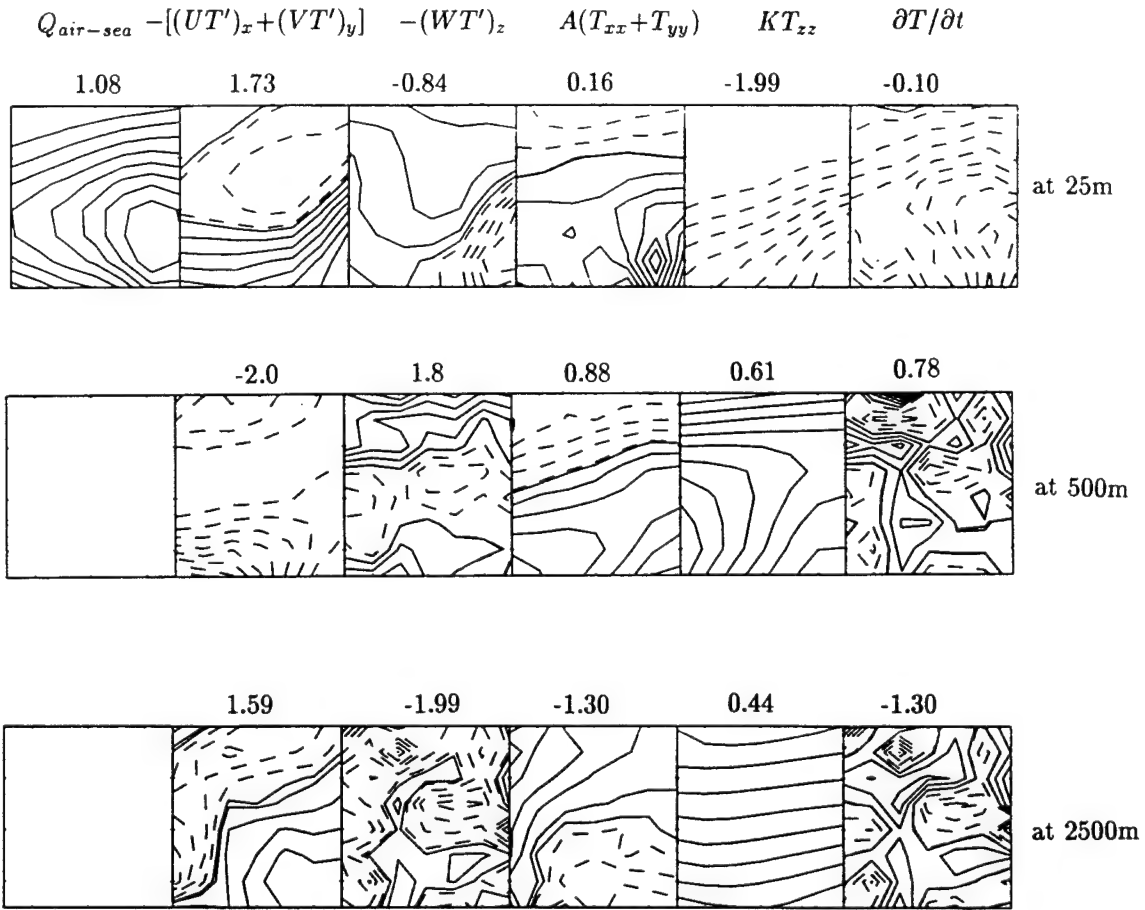 Q_{air-sea} -[(UT')_x+(VT')_y] -(WT')_z A(T_{xx}+T_{yy}) KT_{zz} ∂T/∂t
1.08 1.73 -0.84 0.16 -1.99 -0.10
at 25m
-2.0 1.8 0.88 0.61 0.78
at 500m
1.59 -1.99 -1.30 0.44 -1.30
at 2500m